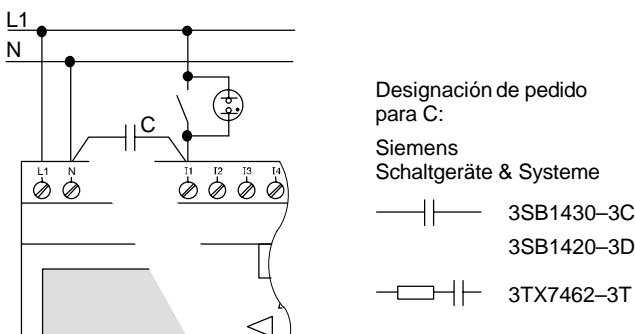 L1
N
C
L1 N I1 I2 I3 I4
Designación de pedido
para C:
Siemens
Schaltgeräte & Systeme
3SB1430–3C
3SB1420–3D
3TX7462–3T